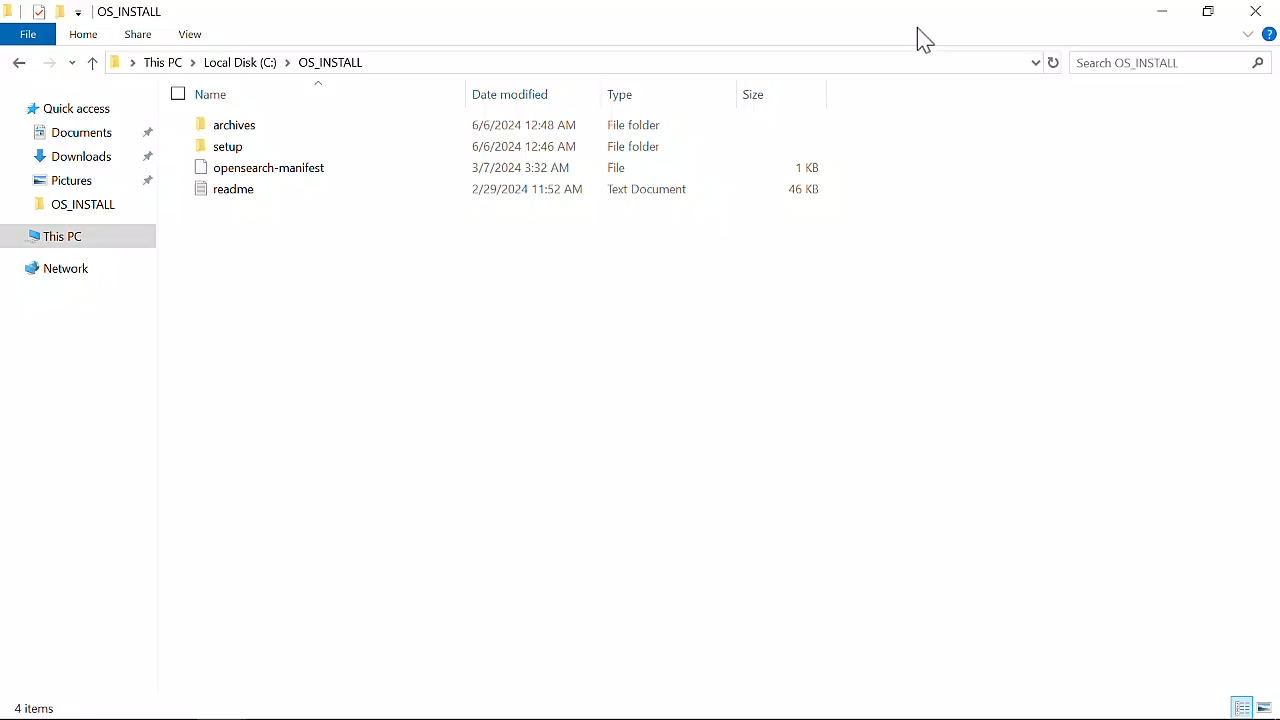 OS_INSTALL
File Home Share View
This PC Local Disk (C:) OS_INSTALL Search OS_INSTALL
Name Date modified Type Size
Quick access
Documents
Downloads
Pictures
OS_INSTALL
This PC
Network
archives 6/6/2024 12:48 AM File folder
setup 6/6/2024 12:46 AM File folder
opensearch-manifest 3/7/2024 3:32 AM File 1 KB
readme 2/29/2024 11:52 AM Text Document 46 KB
4 items